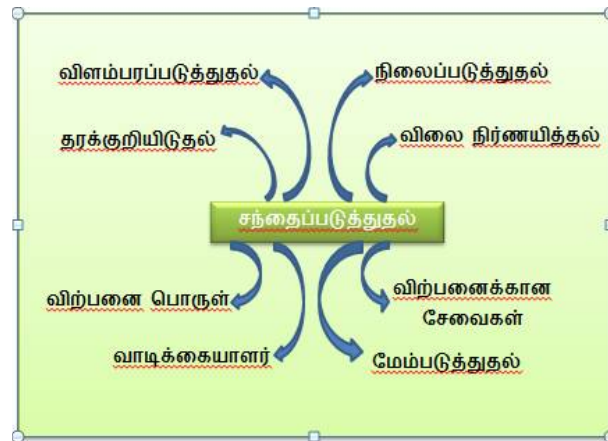 விளம்பரப்படுத்துதல்
நிலைப்படுத்துதல்
தரக்குறியிடுதல்
விலை நிர்ணயித்தல்
சந்தைப்படுத்துதல்
விற்பனை பொருள்
விற்பனைக்கான
சேவைகள்
வாடிக்கையாளர்
மேம்படுத்துதல்